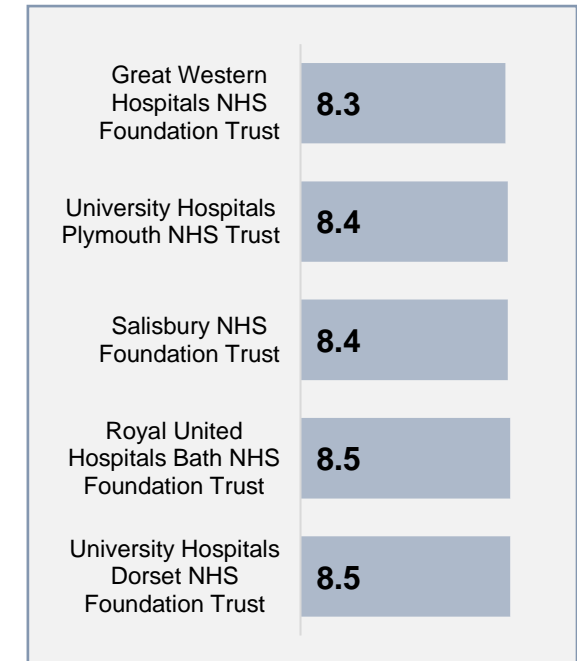 Great Western
Hospitals NHS
Foundation Trust
8.3
University Hospitals
Plymouth NHS Trust
8.4
Salisbury NHS
Foundation Trust
8.4
Royal United
Hospitals Bath NHS
Foundation Trust
8.5
University Hospitals
Dorset NHS
Foundation Trust
8.5